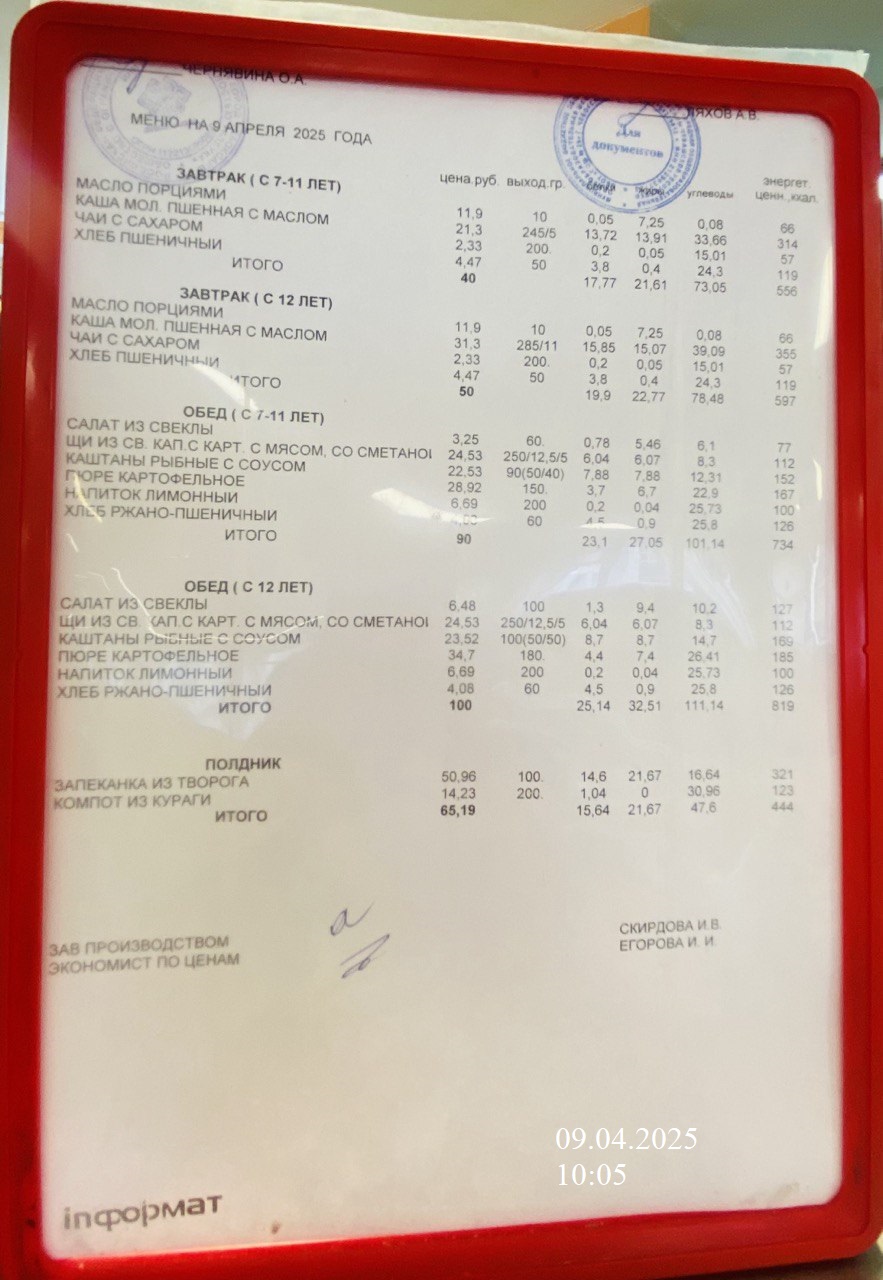 ЧЕРНЯВИНА О.А.
ЛЯХОВ А.В.
Для документов
МЕНЮ НА 9 АПРЕЛЯ 2025 ГОДА
ЗАВТРАК ( С 7-11 ЛЕТ) цена.руб. выход.гр. жиры углеводы энергет. ценн.,ккал.
МАСЛО ПОРЦИЯМИ 11,9 10 0,05 7,25 0,08 66
КАША МОЛ. ПШЕННАЯ С МАСЛОМ 21,3 245/5 13,72 13,91 33,66 314
ЧАЙ С САХАРОМ 2,33 200. 0,2 0,05 15,01 57
ХЛЕБ ПШЕНИЧНЫЙ 4,47 50 3,8 0,4 24,3 119
ИТОГО 40 17,77 21,61 73,05 556
ЗАВТРАК ( С 12 ЛЕТ)
МАСЛО ПОРЦИЯМИ 11,9 10 0,05 7,25 0,08 66
КАША МОЛ. ПШЕННАЯ С МАСЛОМ 31,3 285/11 15,85 15,07 39,09 355
ЧАЙ С САХАРОМ 2,33 200. 0,2 0,05 15,01 57
ХЛЕБ ПШЕНИЧНЫЙ 4,47 50 3,8 0,4 24,3 119
ИТОГО 50 19,9 22,77 78,48 597
ОБЕД ( С 7-11 ЛЕТ)
САЛАТ ИЗ СВЕКЛЫ 3,25 60. 0,78 5,46 6,1 77
ЩИ ИЗ СВ. КАП.С КАРТ. С МЯСОМ, СО СМЕТАНОІ 24,53 250/12,5/5 6,04 6,07 8,3 112
КАШТАНЫ РЫБНЫЕ С СОУСОМ 22,53 90(50/40) 7,88 7,88 12,31 152
ПЮРЕ КАРТОФЕЛЬНОЕ 28,92 150. 3,7 6,7 22,9 167
НАПИТОК ЛИМОННЫЙ 6,69 200 0,2 0,04 25,73 100
ХЛЕБ РЖАНО-ПШЕНИЧНЫЙ 60 4,5 0,9 25,8 126
ИТОГО 90 23,1 27,05 101,14 734
ОБЕД ( С 12 ЛЕТ)
САЛАТ ИЗ СВЕКЛЫ 6,48 100 1,3 9,4 10,2 127
ЩИ ИЗ СВ. КАП.С КАРТ. С МЯСОМ, СО СМЕТАНОІ 24,53 250/12,5/5 6,04 6,07 8,3 112
КАШТАНЫ РЫБНЫЕ С СОУСОМ 23,52 100(50/50) 8,7 8,7 14,7 169
ПЮРЕ КАРТОФЕЛЬНОЕ 34,7 180. 4,4 7,4 26,41 185
НАПИТОК ЛИМОННЫЙ 6,69 200 0,2 0,04 25,73 100
ХЛЕБ РЖАНО-ПШЕНИЧНЫЙ 4,08 60 4,5 0,9 25,8 126
ИТОГО 100 25,14 32,51 111,14 819
ПОЛДНИК
ЗАПЕКАНКА ИЗ ТВОРОГА 50,96 100. 14,6 21,67 16,64 321
КОМПОТ ИЗ КУРАГИ 14,23 200. 1,04 0 30,96 123
ИТОГО 65,19 15,64 21,67 47,6 444
ЗАВ ПРОИЗВОДСТВОМ СКИРДОВА И.В.
ЭКОНОМИСТ ПО ЦЕНАМ ЕГОРОВА И. И.
09.04.2025
10:05
inформат